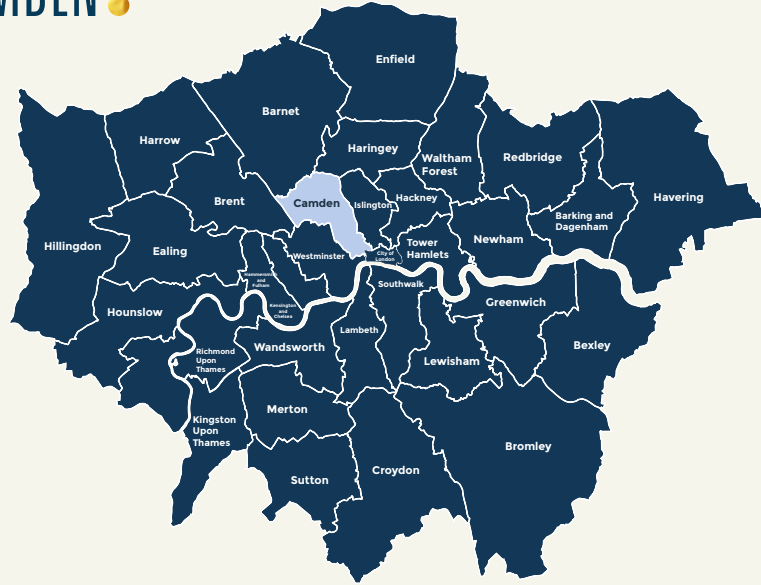 MDEN
Enfield
Barnet
Harrow
Haringey
Waltham
Forest
Redbridge
Havering
Brent
Camden
Islington
Hackney
Barking and
Dagenham
Hillingdon
Ealing
Westminster
City of
London
Tower
Hamlets
Newham
Hammersmith
and
Fulham
Kensington
and
Chelsea
Southwalk
Greenwich
Hounslow
Richmond
Upon
Thames
Wandsworth
Lambeth
Lewisham
Bexley
Kingston
Upon
Thames
Merton
Bromley
Sutton
Croydon